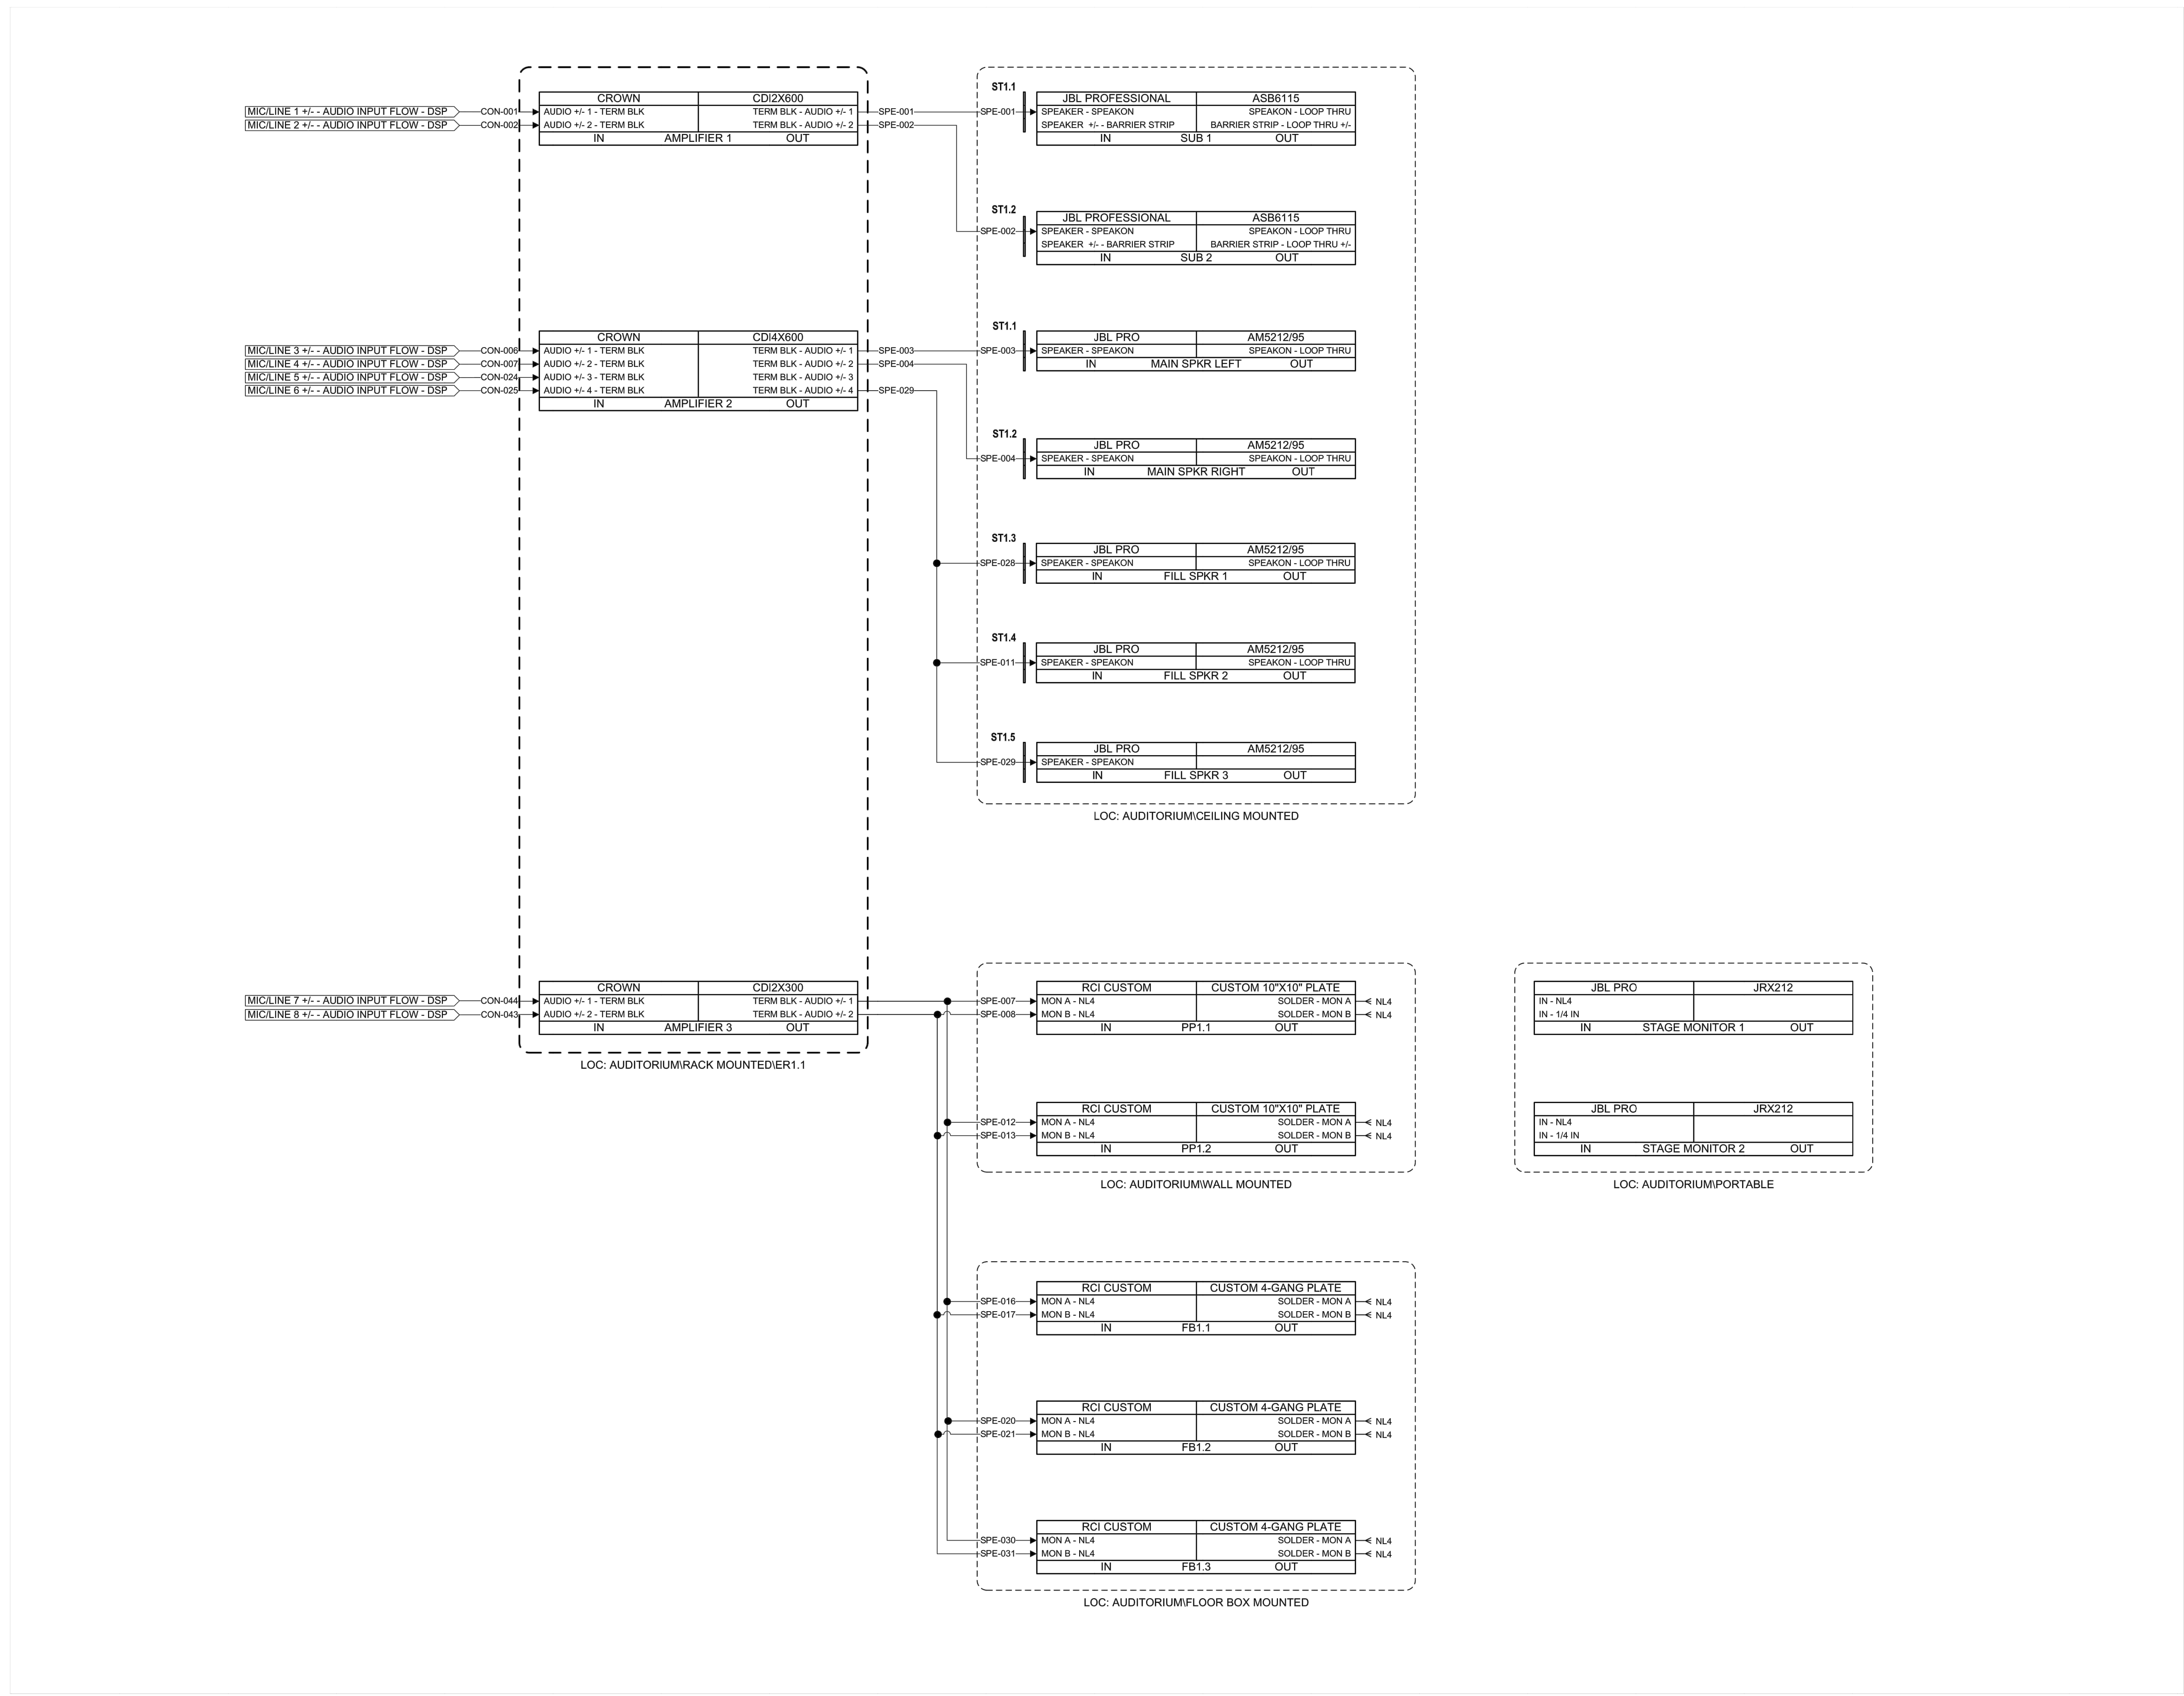 ST1.1
CROWN CDI2X600
JBL PROFESSIONAL ASB6115
MIC/LINE 1 +/- - AUDIO INPUT FLOW - DSP CON-001 AUDIO +/- 1 - TERM BLK TERM BLK - AUDIO +/- 1 SPE-001 SPE-001 SPEAKER - SPEAKON SPEAKON - LOOP THRU
MIC/LINE 2 +/- - AUDIO INPUT FLOW - DSP CON-002 AUDIO +/- 2 - TERM BLK TERM BLK - AUDIO +/- 2 SPE-002 SPEAKER +/- - BARRIER STRIP BARRIER STRIP - LOOP THRU +/-
IN AMPLIFIER 1 OUT
IN SUB 1 OUT
ST1.2
JBL PROFESSIONAL ASB6115
SPE-002 SPEAKER - SPEAKON SPEAKON - LOOP THRU
SPEAKER +/- - BARRIER STRIP BARRIER STRIP - LOOP THRU +/-
IN SUB 2 OUT
ST1.1
CROWN CDI4X600
JBL PRO AM5212/95
MIC/LINE 3 +/- - AUDIO INPUT FLOW - DSP CON-006 AUDIO +/- 1 - TERM BLK TERM BLK - AUDIO +/- 1 SPE-003 SPE-003 SPEAKER - SPEAKON SPEAKON - LOOP THRU
MIC/LINE 4 +/- - AUDIO INPUT FLOW - DSP CON-007 AUDIO +/- 2 - TERM BLK TERM BLK - AUDIO +/- 2 SPE-004 IN MAIN SPKR LEFT OUT
MIC/LINE 5 +/- - AUDIO INPUT FLOW - DSP CON-024 AUDIO +/- 3 - TERM BLK TERM BLK - AUDIO +/- 3
MIC/LINE 6 +/- - AUDIO INPUT FLOW - DSP CON-025 AUDIO +/- 4 - TERM BLK TERM BLK - AUDIO +/- 4 SPE-029
IN AMPLIFIER 2 OUT
ST1.2
JBL PRO AM5212/95
SPE-004 SPEAKER - SPEAKON SPEAKON - LOOP THRU
IN MAIN SPKR RIGHT OUT
ST1.3
JBL PRO AM5212/95
SPE-028 SPEAKER - SPEAKON SPEAKON - LOOP THRU
IN FILL SPKR 1 OUT
ST1.4
JBL PRO AM5212/95
SPE-011 SPEAKER - SPEAKON SPEAKON - LOOP THRU
IN FILL SPKR 2 OUT
ST1.5
JBL PRO AM5212/95
SPE-029 SPEAKER - SPEAKON
IN FILL SPKR 3 OUT
LOC: AUDITORIUM\CEILING MOUNTED
CROWN CDI2X300
RCI CUSTOM CUSTOM 10"X10" PLATE
JBL PRO JRX212
MIC/LINE 7 +/- - AUDIO INPUT FLOW - DSP CON-044 AUDIO +/- 1 - TERM BLK TERM BLK - AUDIO +/- 1 SPE-007 MON A - NL4 SOLDER - MON A NL4 IN - NL4
MIC/LINE 8 +/- - AUDIO INPUT FLOW - DSP CON-043 AUDIO +/- 2 - TERM BLK TERM BLK - AUDIO +/- 2 SPE-008 MON B - NL4 SOLDER - MON B NL4 IN - 1/4 IN
IN AMPLIFIER 3 OUT
IN PP1.1 OUT
IN STAGE MONITOR 1 OUT
LOC: AUDITORIUM\RACK MOUNTED\ER1.1
RCI CUSTOM CUSTOM 10"X10" PLATE
JBL PRO JRX212
SPE-012 MON A - NL4 SOLDER - MON A NL4 IN - NL4
SPE-013 MON B - NL4 SOLDER - MON B NL4 IN - 1/4 IN
IN PP1.2 OUT
IN STAGE MONITOR 2 OUT
LOC: AUDITORIUM\WALL MOUNTED
LOC: AUDITORIUM\PORTABLE
RCI CUSTOM CUSTOM 4-GANG PLATE
SPE-016 MON A - NL4 SOLDER - MON A NL4
SPE-017 MON B - NL4 SOLDER - MON B NL4
IN FB1.1 OUT
RCI CUSTOM CUSTOM 4-GANG PLATE
SPE-020 MON A - NL4 SOLDER - MON A NL4
SPE-021 MON B - NL4 SOLDER - MON B NL4
IN FB1.2 OUT
RCI CUSTOM CUSTOM 4-GANG PLATE
SPE-030 MON A - NL4 SOLDER - MON A NL4
SPE-031 MON B - NL4 SOLDER - MON B NL4
IN FB1.3 OUT
LOC: AUDITORIUM\FLOOR BOX MOUNTED